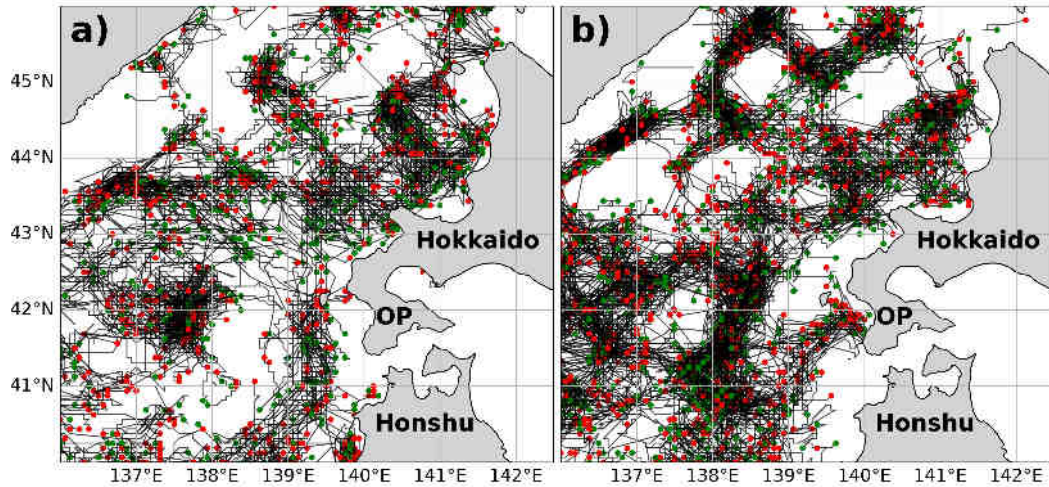 a) b)
45°N
44°N
43°N
Hokkaido Hokkaido
42°N
OP OP
41°N
Honshu Honshu
137°E 138°E 139°E 140°E 141°E 142°E 137°E 138°E 139°E 140°E 141°E 142°E